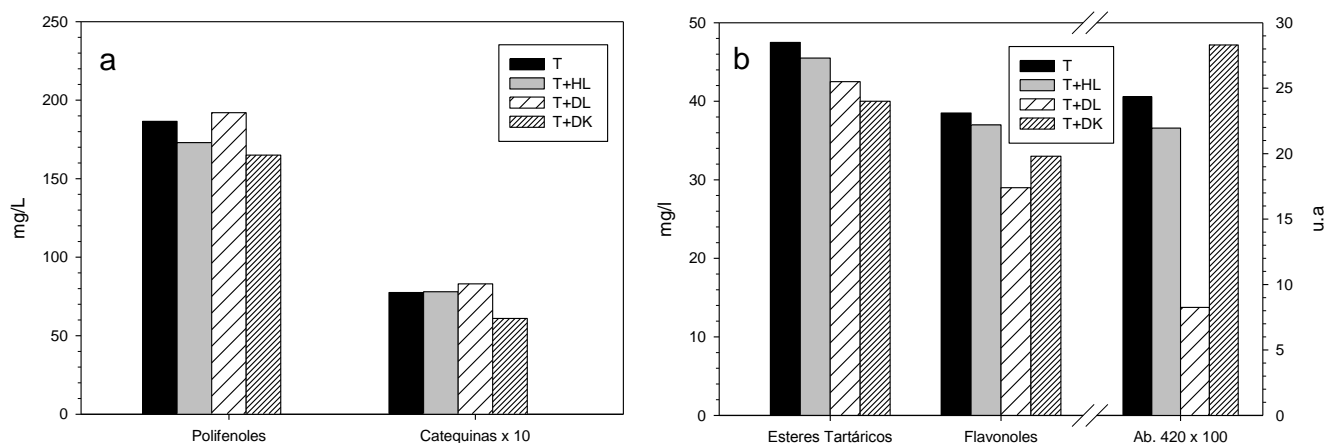 a
250
200
150
100
50
0
mg/L
T
T+HL
T+DL
T+DK
Polifenoles
Catequinas x 10
b
50
40
30
20
10
0
mg/l
T
T+HL
T+DL
T+DK
30
25
20
15
10
5
0
u.a
Esteres Tartáricos
Flavonoles
Ab. 420 x 100